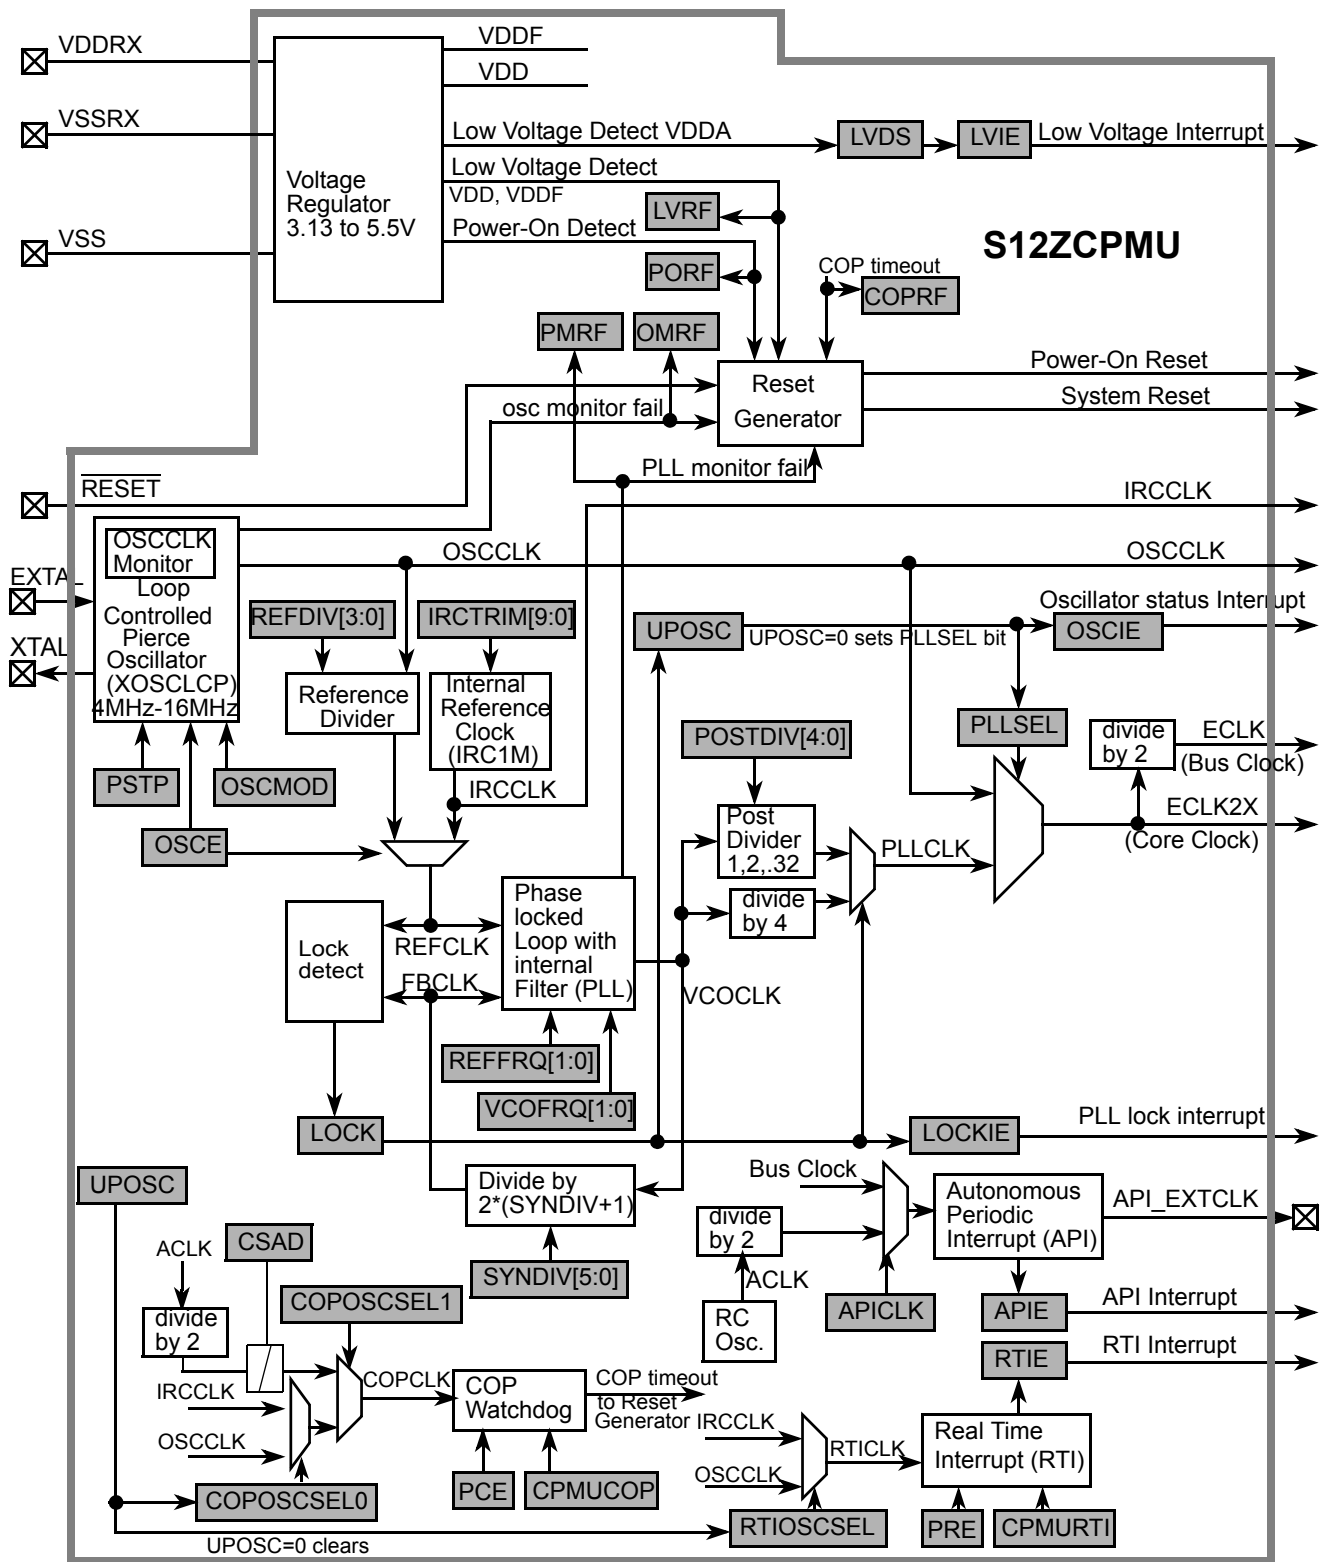 VDDRX
VDDF
VDD
VSSRX
Low Voltage Detect VDDA
LVDS
LVIE
Low Voltage Interrupt
Voltage
Regulator
3.13 to 5.5V
Low Voltage Detect
VDD, VDDF
LVRF
Power-On Detect
VSS
S12ZCPMU
PORF
COP timeout
COPRF
PMRF
OMRF
Reset
Generator
Power-On Reset
System Reset
osc monitor fail
PLL monitor fail
RESET
IRCCLK
OSCCLK
Monitor
Loop
Controlled
Pierce
Oscillator
(XOSCLCP)
4MHz-16MHz
OSCCLK
OSCCLK
EXTAL
XTAL
REFDIV[3:0]
IRCTRIM[9:0]
UPOSC
UPOSC=0 sets PLLSEL bit
Oscillator status Interrupt
OSCIE
Reference
Divider
Internal
Reference
Clock
(IRC1M)
PLLSEL
POSTDIV[4:0]
divide
by 2
ECLK
(Bus Clock)
PSTP
OSCMOD
IRCCLK
ECLK2X
(Core Clock)
OSCE
Post
Divider
1,2,.32
PLLCLK
divide
by 4
Phase
locked
Loop with
internal
Filter (PLL)
Lock
detect
REFCLK
FBCLK
VCOCLK
REFFRQ[1:0]
VCOFRQ[1:0]
LOCK
LOCKIE
PLL lock interrupt
UPOSC
Divide by
2*(SYNDIV+1)
Bus Clock
Autonomous
Periodic
Interrupt (API)
API_EXTCLK
divide
by 2
ACLK
CSAD
SYNDIV[5:0]
ACLK
RC
Osc.
APICLK
APIE
API Interrupt
COPOSCSEL1
divide
by 2
RTIE
RTI Interrupt
IRCCLK
COPCLK
COP
Watchdog
COP timeout
to Reset
Generator
IRCCLK
OSCCLK
RTICLK
Real Time
Interrupt (RTI)
OSCCLK
COPOSCSEL0
PCE
CPMUCOP
RTIOSCSEL
PRE
CPMURTI
UPOSC=0 clears